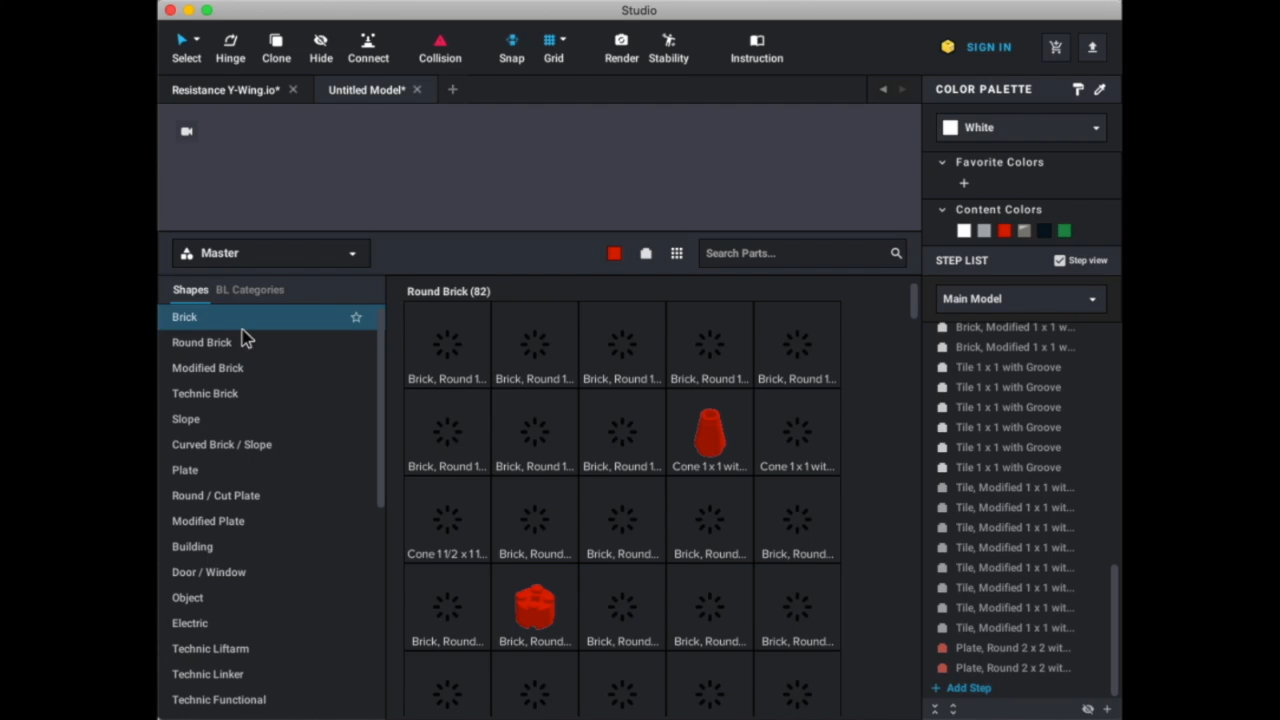 Studio
Select Hinge Clone Hide Connect Collision Snap Grid Render Stability Instruction SIGN IN
Resistance Y-Wing.io* Untitled Model*
COLOR PALETTE
White
Favorite Colors
Content Colors
Master
Search Parts...
STEP LIST Step view
Main Model
Shapes BL Categories
Brick
Round Brick
Modified Brick
Technic Brick
Slope
Curved Brick / Slope
Plate
Round / Cut Plate
Modified Plate
Building
Door / Window
Object
Electric
Technic Liftarm
Technic Linker
Technic Functional
Round Brick (82)
Brick, Round 1... Brick, Round 1... Brick, Round 1... Brick, Round 1... Brick, Round 1...
Brick, Round 1... Brick, Round 1... Brick, Round 1... Cone 1 x 1 wit... Cone 1 x 1 wit...
Cone 11/2 x 11... Brick, Round... Brick, Round... Brick, Round... Brick, Round...
Brick, Round... Brick, Round... Brick, Round... Brick, Round... Brick, Round...
Brick, Modified 1 x 1 w...
Brick, Modified 1 x 1 w...
Tile 1 x 1 with Groove
Tile 1 x 1 with Groove
Tile 1 x 1 with Groove
Tile 1 x 1 with Groove
Tile 1 x 1 with Groove
Tile 1 x 1 with Groove
Tile, Modified 1 x 1 wit...
Tile, Modified 1 x 1 wit...
Tile, Modified 1 x 1 wit...
Tile, Modified 1 x 1 wit...
Tile, Modified 1 x 1 wit...
Tile, Modified 1 x 1 wit...
Tile, Modified 1 x 1 wit...
Tile, Modified 1 x 1 wit...
Plate, Round 2 x 2 wit...
Plate, Round 2 x 2 wit...
+ Add Step